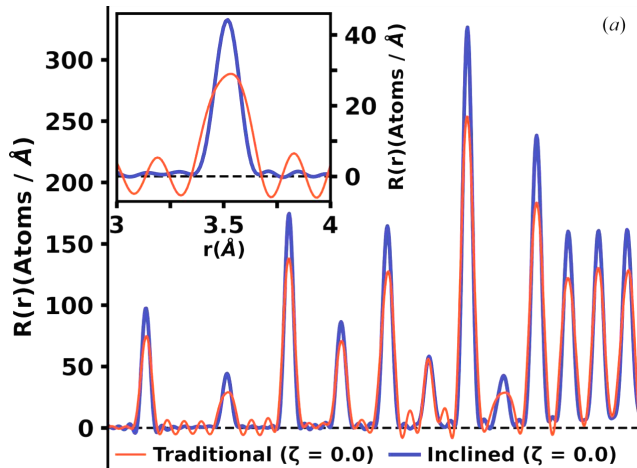 (a)
R(r)(Atoms / Å)
300
250
200
150
100
50
0
40
20
0
R(r)(Atoms / Å)
3 3.5 4
r(Å)
Traditional (ζ = 0.0) Inclined (ζ = 0.0)